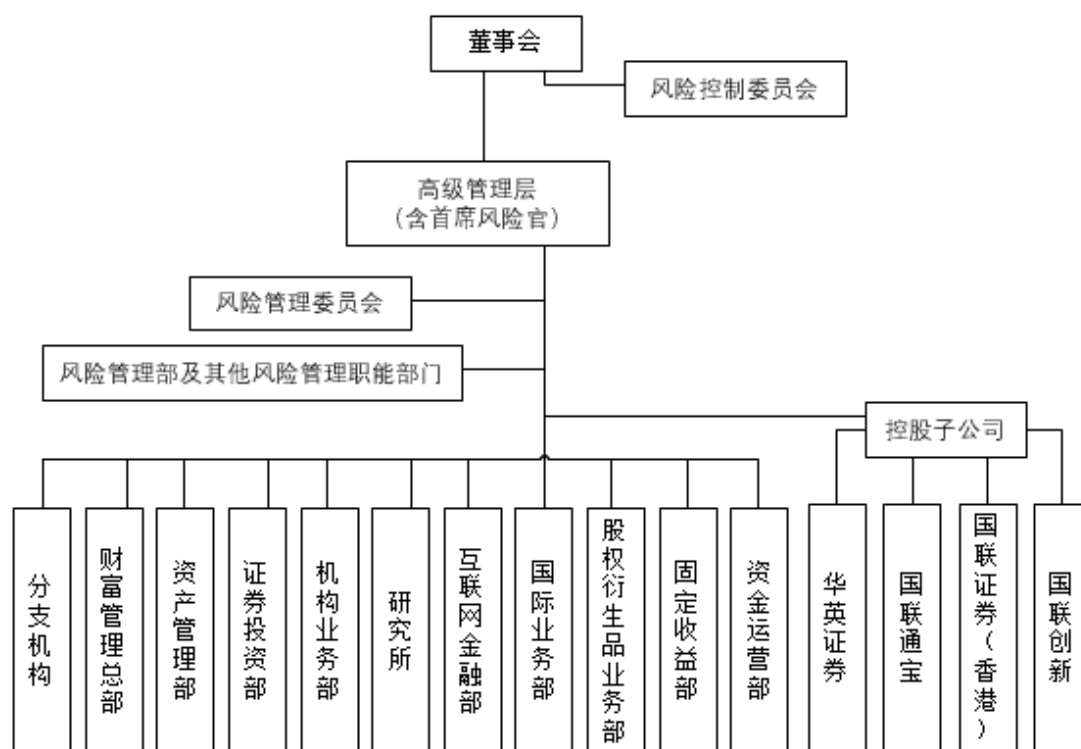 董事会
风险控制委员会
高级管理层
（含首席风险官）
风险管理委员会
风险管理部及其他风险管理职能部门
控股子公司
分支机构
财富管理总部
资产管理部
证券投资部
机构业务部
研究所
互联网金融部
国际业务部
股权衍生品业务部
固定收益部
资金运营部
华英证券
国联通宝
国联证券（香港）
国联创新